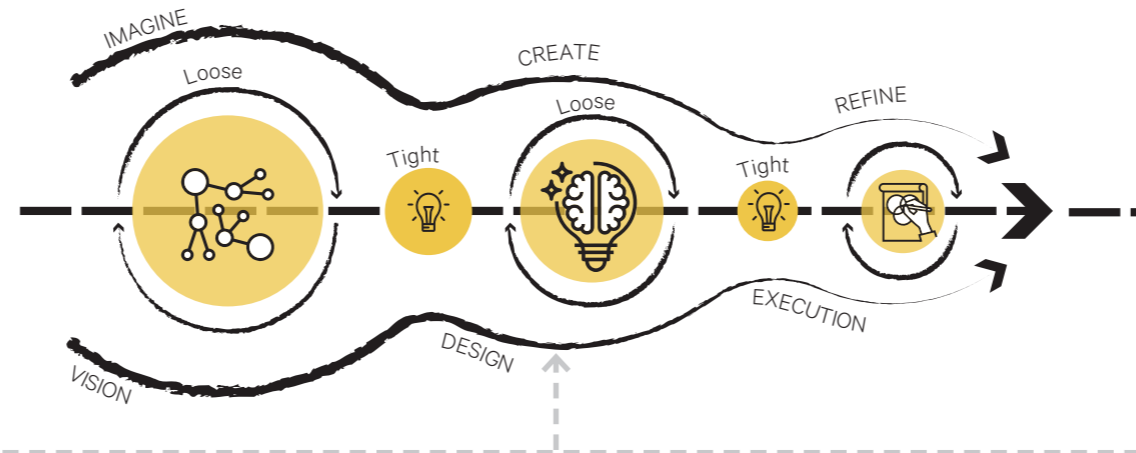 IMAGINE
Loose
Tight
CREATE
Loose
Tight
REFINE
VISION
DESIGN
EXECUTION